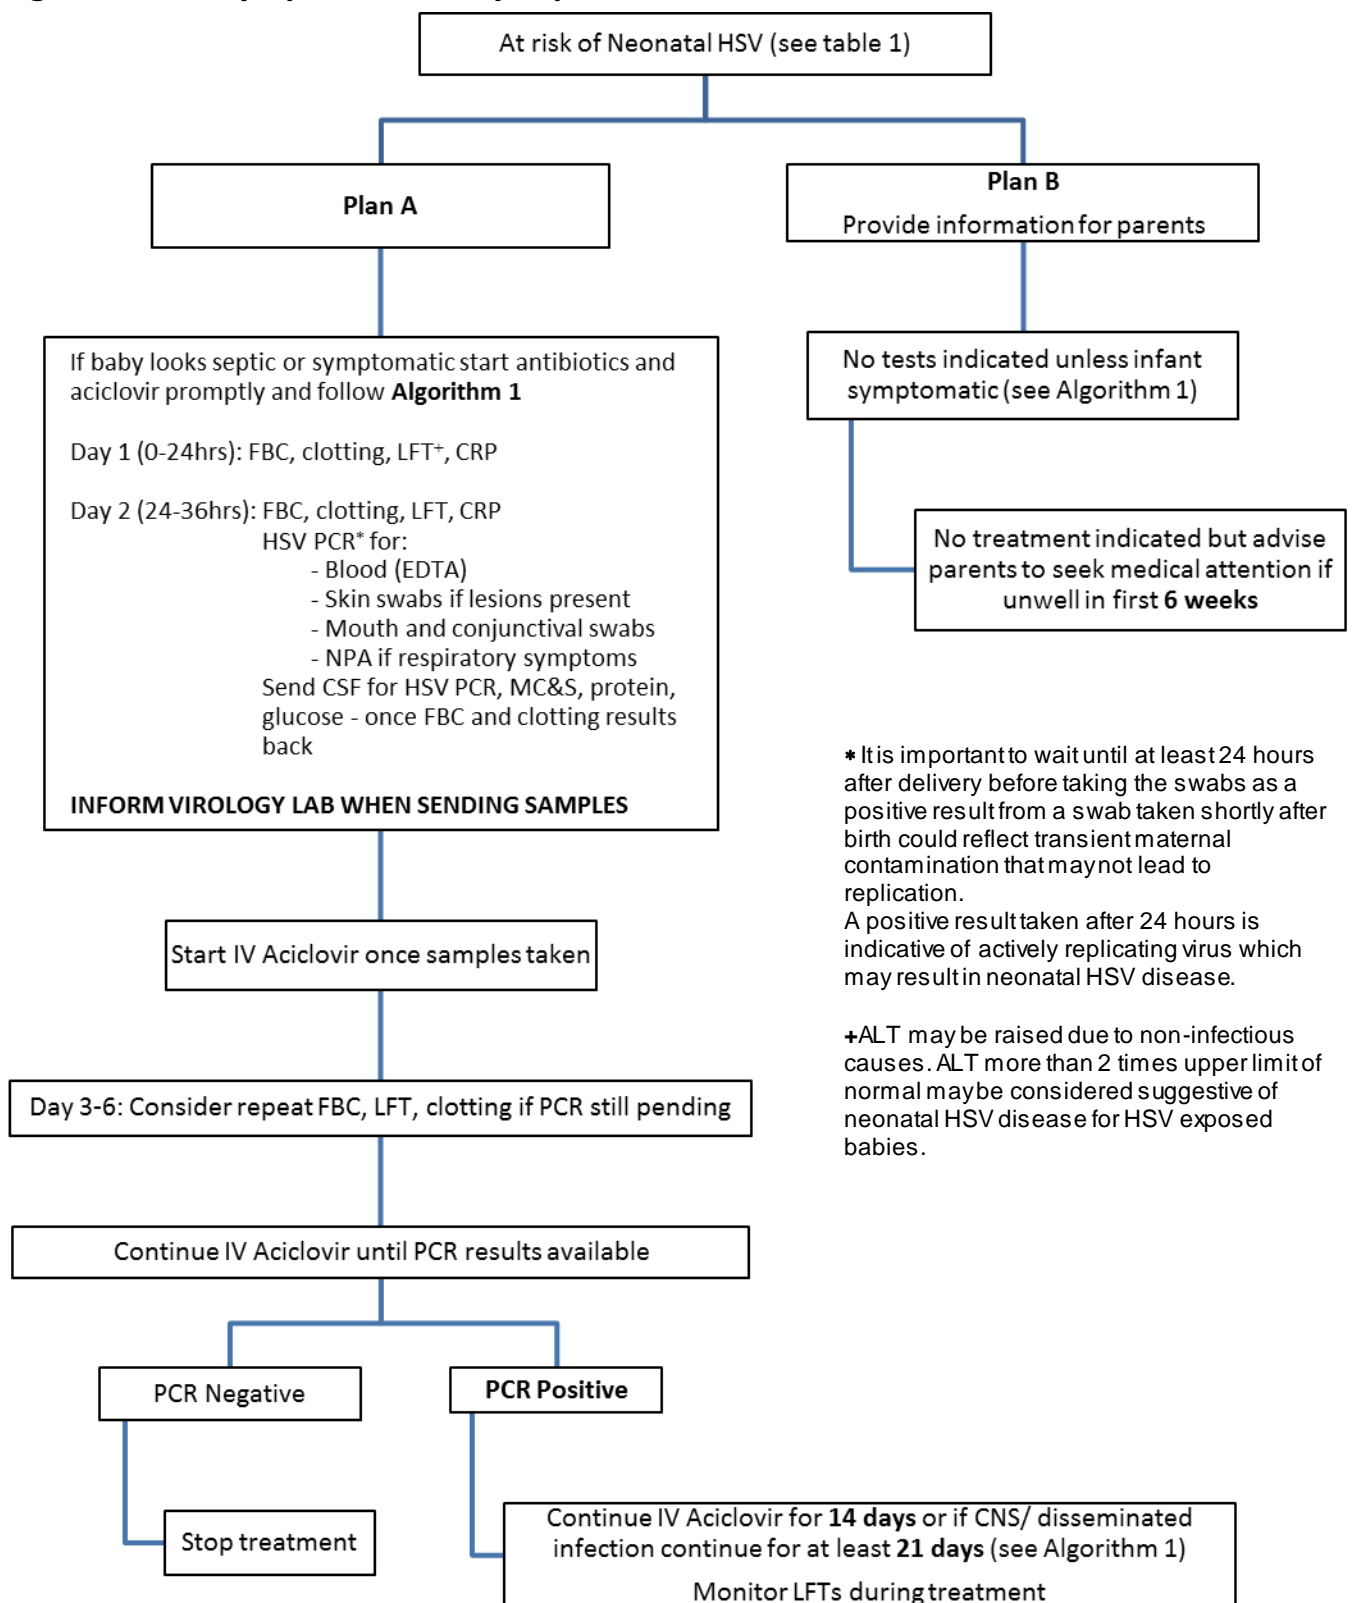 At risk of Neonatal HSV (see table 1)
Plan A
Plan B
Provide information for parents
If baby looks septic or symptomatic start antibiotics and
aciclovir promptly and follow Algorithm 1
Day 1 (0-24hrs): FBC, clotting, LFT⁺, CRP
Day 2 (24-36hrs): FBC, clotting, LFT, CRP
HSV PCR* for:
- Blood (EDTA)
- Skin swabs if lesions present
- Mouth and conjunctival swabs
- NPA if respiratory symptoms
Send CSF for HSV PCR, MC&S, protein,
glucose - once FBC and clotting results
back
INFORM VIROLOGY LAB WHEN SENDING SAMPLES
No tests indicated unless infant
symptomatic (see Algorithm 1)
No treatment indicated but advise
parents to seek medical attention if
unwell in first 6 weeks
* It is important to wait until at least 24 hours
after delivery before taking the swabs as a
positive result from a swab taken shortly after
birth could reflect transient maternal
contamination that may not lead to
replication.
A positive result taken after 24 hours is
indicative of actively replicating virus which
may result in neonatal HSV disease.
+ALT may be raised due to non-infectious
causes. ALT more than 2 times upper limit of
normal maybe considered suggestive of
neonatal HSV disease for HSV exposed
babies.
Start IV Aciclovir once samples taken
Day 3-6: Consider repeat FBC, LFT, clotting if PCR still pending
Continue IV Aciclovir until PCR results available
PCR Negative
PCR Positive
Stop treatment
Continue IV Aciclovir for 14 days or if CNS/ disseminated
infection continue for at least 21 days (see Algorithm 1)
Monitor LFTs during treatment